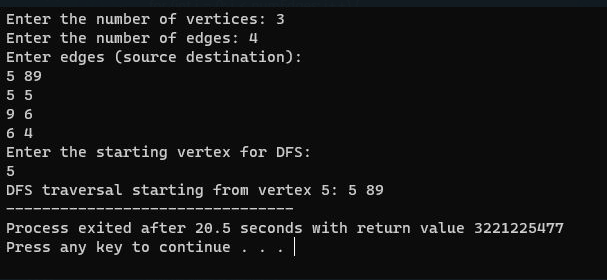 Enter the number of vertices: 3
Enter the number of edges: 4
Enter edges (source destination):
5 89
5 5
9 6
6 4
Enter the starting vertex for DFS:
5
DFS traversal starting from vertex 5: 5 89
--------------------------------
Process exited after 20.5 seconds with return value 3221225477
Press any key to continue . . .